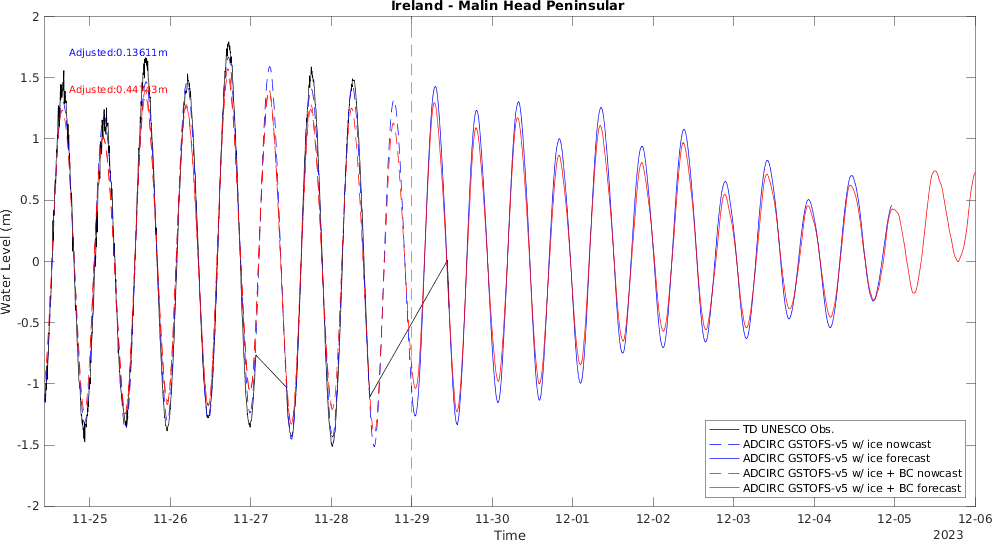 Ireland - Malin Head Peninsular
Adjusted:0.13611m
Adjusted:0.44743m
Water Level (m)
2
1.5
1
0.5
0
-0.5
-1
-1.5
-2
11-25
11-26
11-27
11-28
11-29
11-30
12-01
12-02
12-03
12-04
12-05
12-06
Time
2023
TD UNESCO Obs.
ADCIRC GSTOFS-v5 w/ ice nowcast
ADCIRC GSTOFS-v5 w/ ice forecast
ADCIRC GSTOFS-v5 w/ ice + BC nowcast
ADCIRC GSTOFS-v5 w/ ice + BC forecast